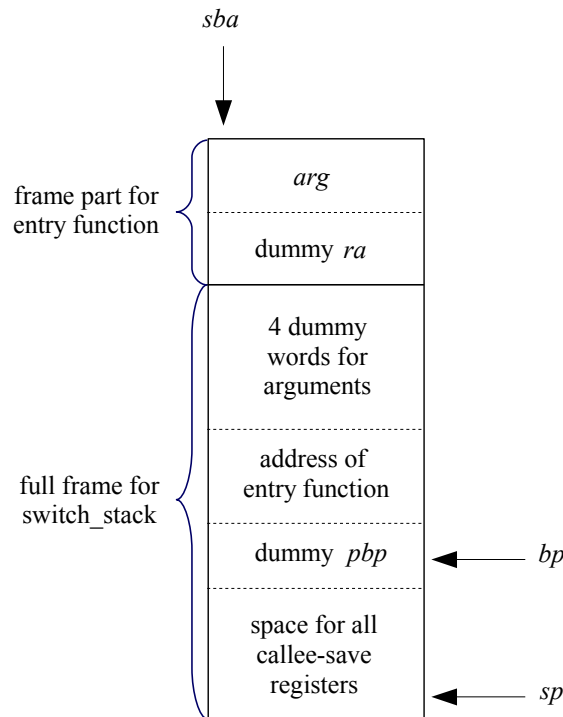 sba
arg
frame part for
entry function
dummy ra
4 dummy
words for
arguments
address of
entry function
full frame for
switch_stack
dummy pbp
bp
space for all
callee-save
registers
sp